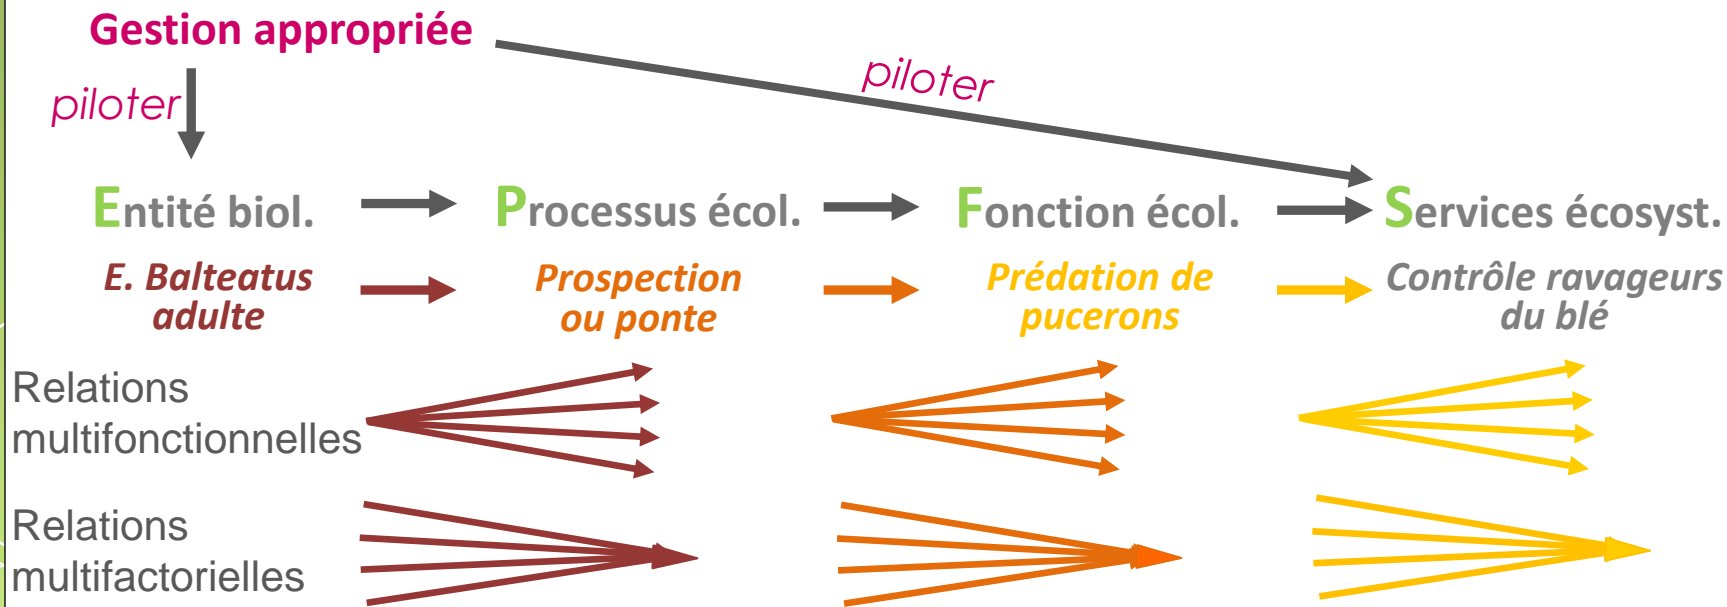 Gestion appropriée
piloter
piloter
Entité biol.
Processus écol.
Fonction écol.
Services écosyst.
E. Balteatus
adulte
Prospection
ou ponte
Prédation de
pucerons
Contrôle ravageurs
du blé
Relations
multifonctionnelles
Relations
multifactorielles